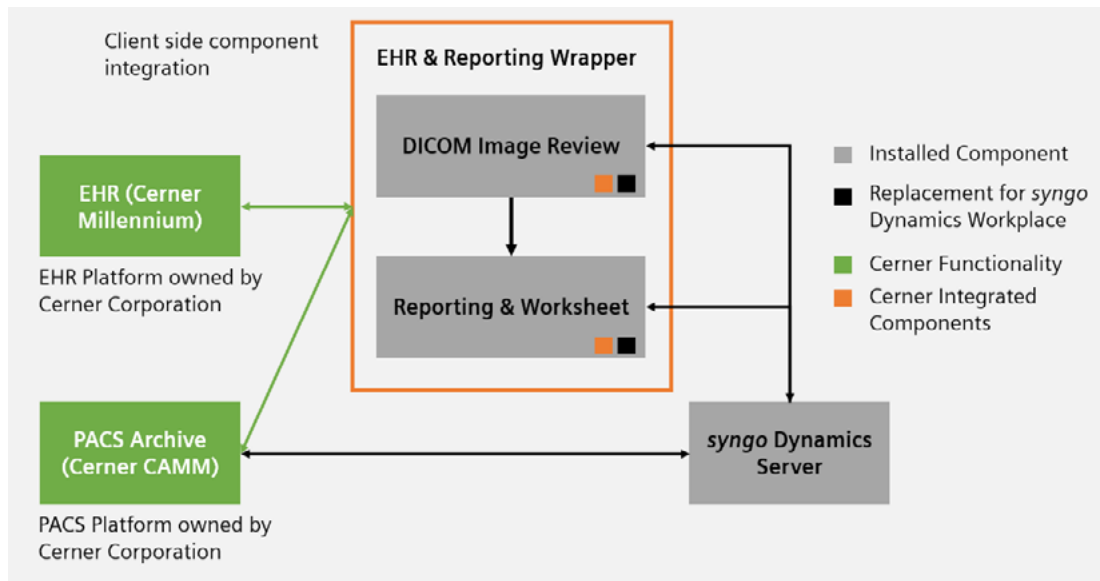 Client side component
integration
EHR & Reporting Wrapper
DICOM Image Review
Reporting & Worksheet
EHR (Cerner
Millennium)
EHR Platform owned by
Cerner Corporation
PACS Archive
(Cerner CAMM)
PACS Platform owned by
Cerner Corporation
syngo Dynamics
Server
Installed Component
Replacement for syngo
Dynamics Workplace
Cerner Functionality
Cerner Integrated
Components